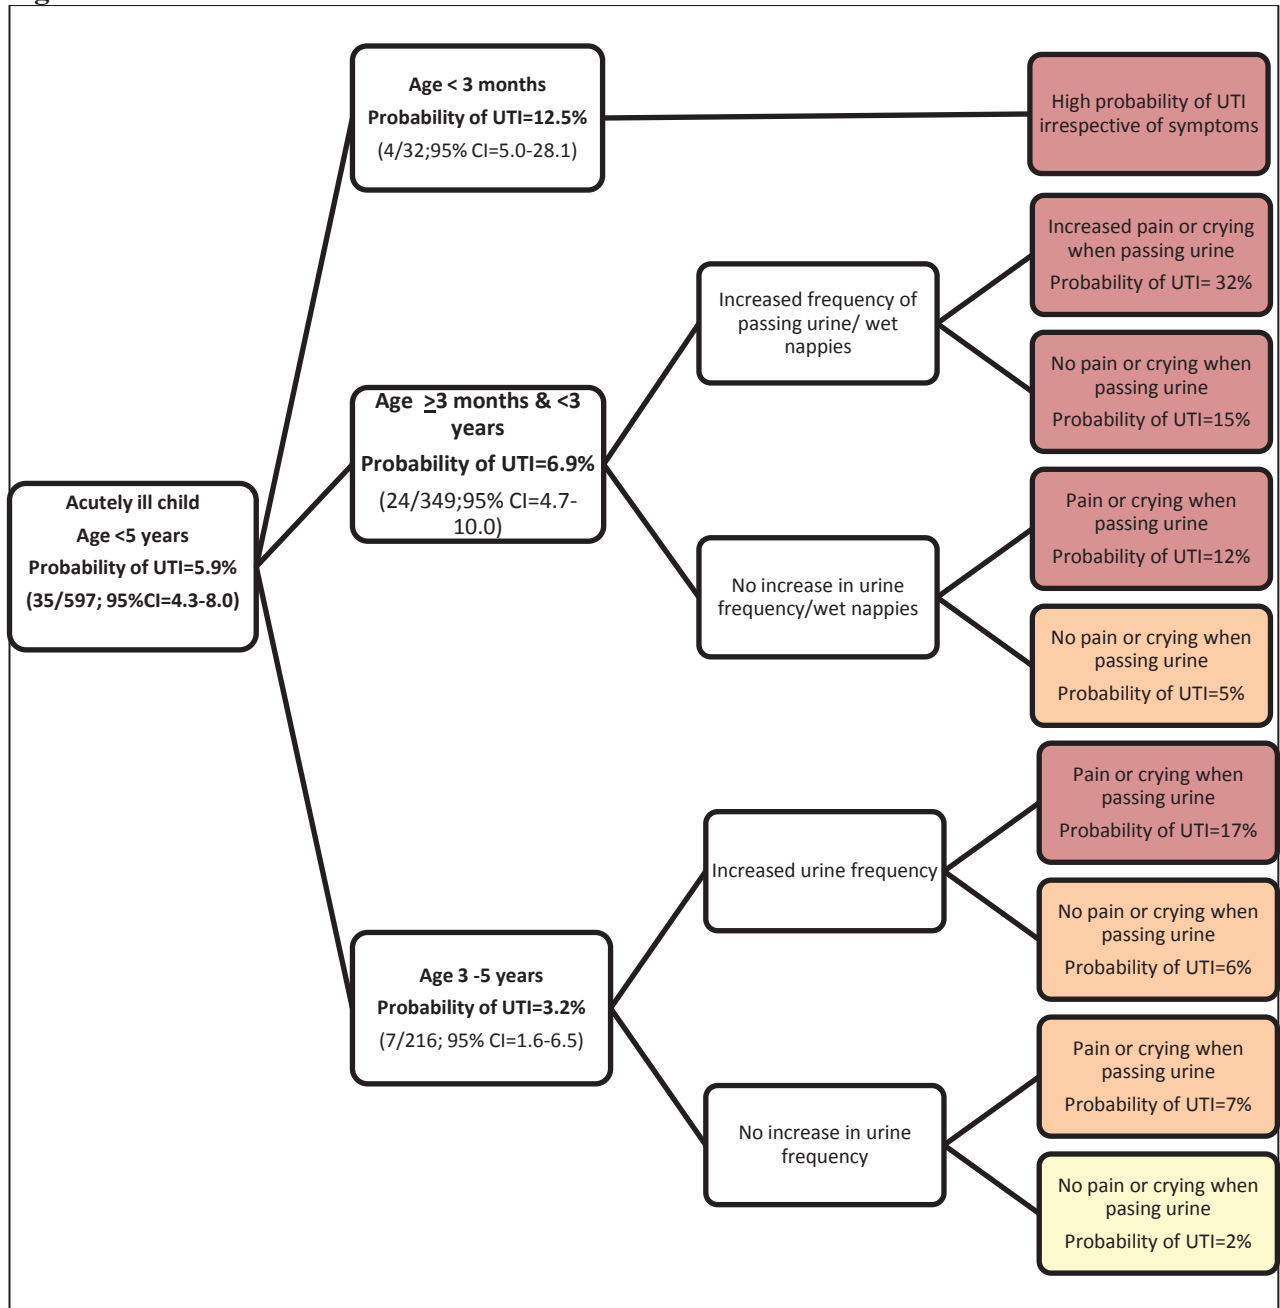 Age < 3 months
Probability of UTI=12.5%
(4/32;95% CI=5.0-28.1)
High probability of UTI
irrespective of symptoms
Increased pain or crying
when passing urine
Probability of UTI= 32%
Increased frequency of
passing urine/ wet
nappies
No pain or crying when
passing urine
Probability of UTI=15%
Age ≥3 months & <3
years
Probability of UTI=6.9%
(24/349;95% CI=4.7-
10.0)
Pain or crying when
passing urine
Probability of UTI=12%
Acutely ill child
Age <5 years
Probability of UTI=5.9%
(35/597; 95%CI=4.3-8.0)
No increase in urine
frequency/wet nappies
No pain or crying when
passing urine
Probability of UTI=5%
Pain or crying when
passing urine
Probability of UTI=17%
Increased urine frequency
No pain or crying when
passing urine
Probability of UTI=6%
Age 3 -5 years
Probability of UTI=3.2%
(7/216; 95% CI=1.6-6.5)
Pain or crying when
passing urine
Probability of UTI=7%
No increase in urine
frequency
No pain or crying when
pasing urine
Probability of UTI=2%